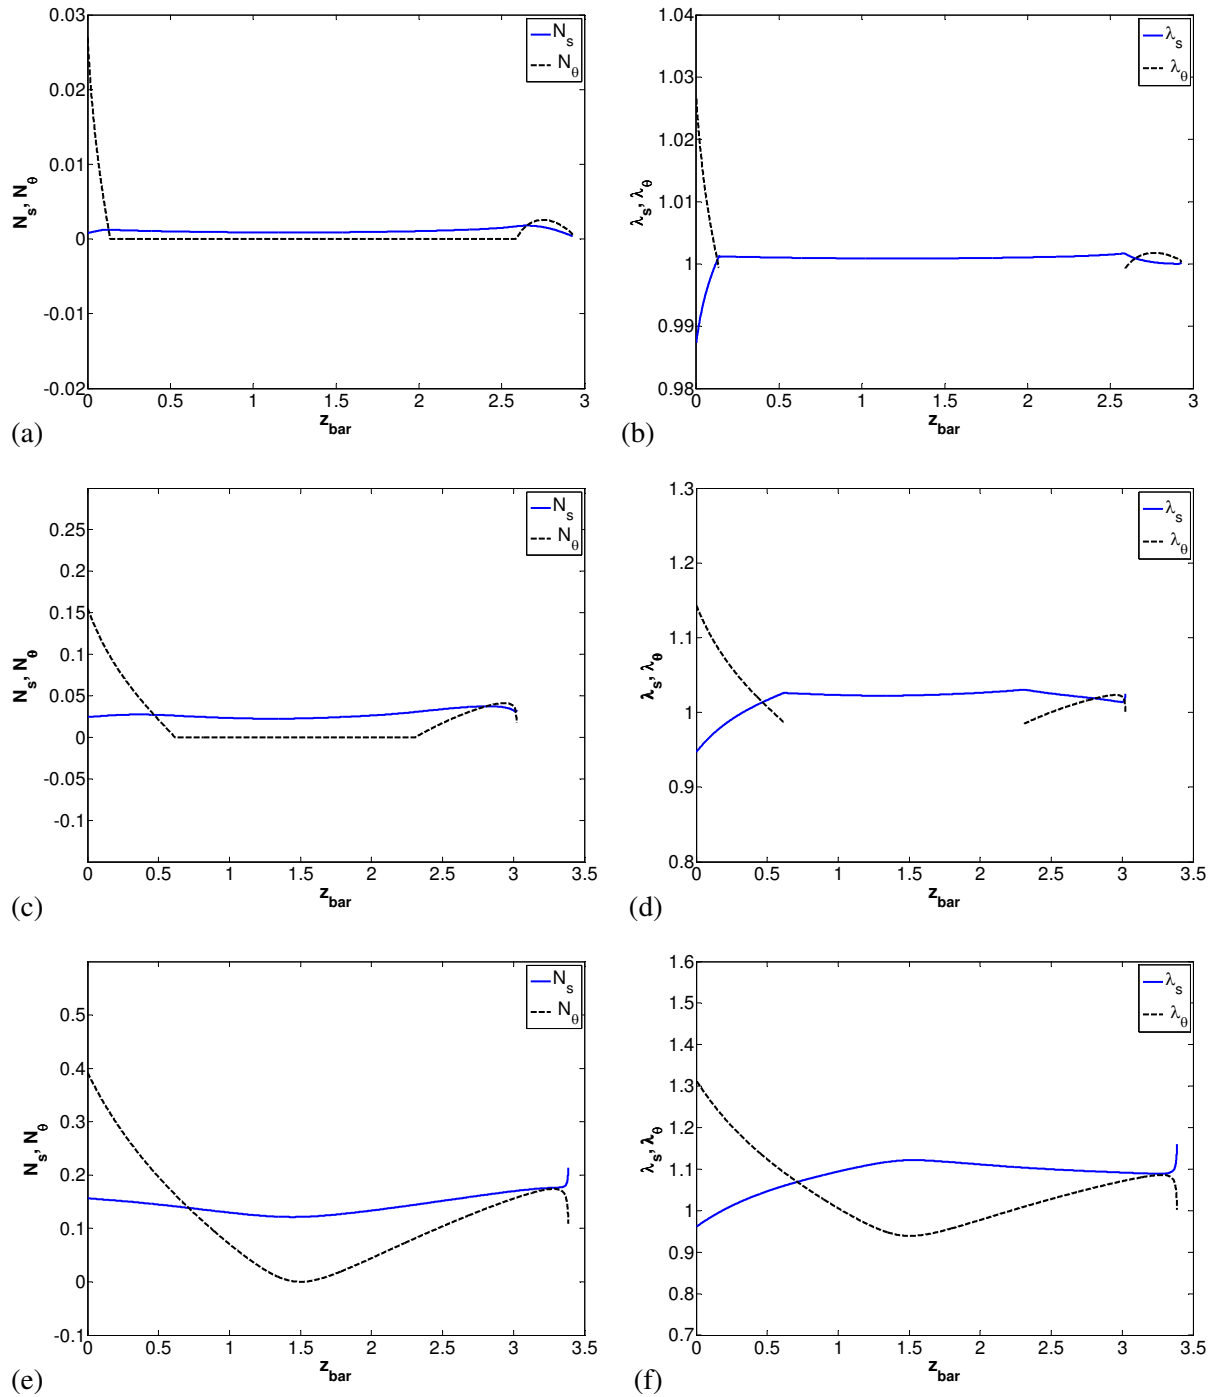 0.03
0.02
0.01
0
-0.01
-0.02
N_s, N_θ
N_s
N_θ
0 0.5 1 1.5 2 2.5 3
z_bar
(a)
1.04
1.03
1.02
1.01
1
0.99
0.98
λ_s, λ_θ
λ_s
λ_θ
0 0.5 1 1.5 2 2.5 3
z_bar
(b)
0.25
0.2
0.15
0.1
0.05
0
-0.05
-0.1
N_s, N_θ
N_s
N_θ
0 0.5 1 1.5 2 2.5 3 3.5
z_bar
(c)
1.3
1.2
1.1
1
0.9
0.8
λ_s, λ_θ
λ_s
λ_θ
0 0.5 1 1.5 2 2.5 3 3.5
z_bar
(d)
0.5
0.4
0.3
0.2
0.1
0
-0.1
N_s, N_θ
N_s
N_θ
0 0.5 1 1.5 2 2.5 3 3.5
z_bar
(e)
1.6
1.5
1.4
1.3
1.2
1.1
1
0.9
0.8
0.7
λ_s, λ_θ
λ_s
λ_θ
0 0.5 1 1.5 2 2.5 3 3.5
z_bar
(f)